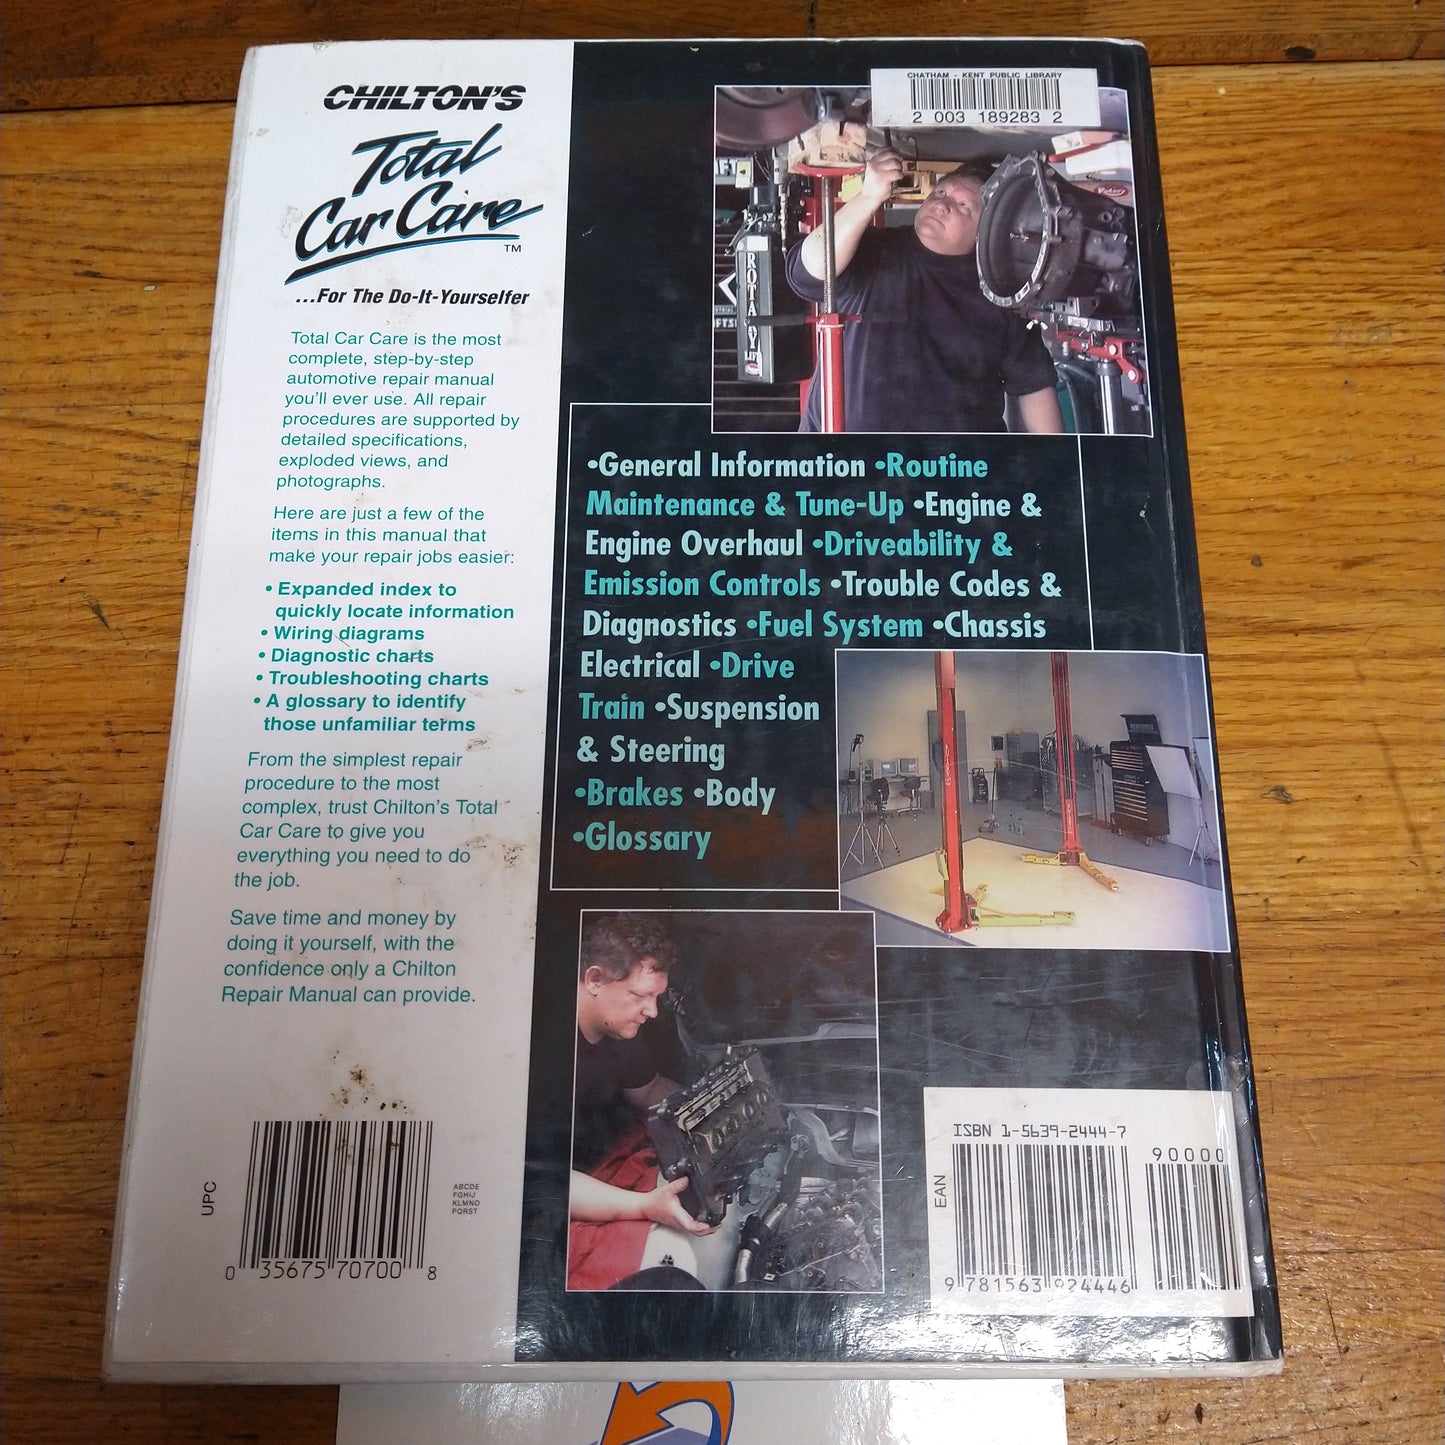 CHILTON'S
Total
Car Care
™
...For The Do-It-Yourselfer
Total Car Care is the most
complete, step-by-step
automotive repair manual
you'll ever use. All repair
procedures are supported by
detailed specifications,
exploded views, and
photographs.
Here are just a few of the
items in this manual that
make your repair jobs easier:
• Expanded index to
quickly locate information
• Wiring diagrams
• Diagnostic charts
• Troubleshooting charts
• A glossary to identify
those unfamiliar terms
From the simplest repair
procedure to the most
complex, trust Chilton's Total
Car Care to give you
everything you need to do
the job.
Save time and money by
doing it yourself, with the
confidence only a Chilton
Repair Manual can provide.
UPC
0 35675 70700 8
ABCDE
FGHIJ
KLMNO
PQRST
CHATHAM - KENT PUBLIC LIBRARY
2 003 189283 2
Rotary
ROTARY
LIFT
•General Information •Routine
Maintenance & Tune-Up •Engine &
Engine Overhaul •Driveability &
Emission Controls •Trouble Codes &
Diagnostics •Fuel System •Chassis
Electrical •Drive
Train •Suspension
& Steering
•Brakes •Body
•Glossary
ISBN 1-5639-2444-7
90000
EAN
9 781563 924446